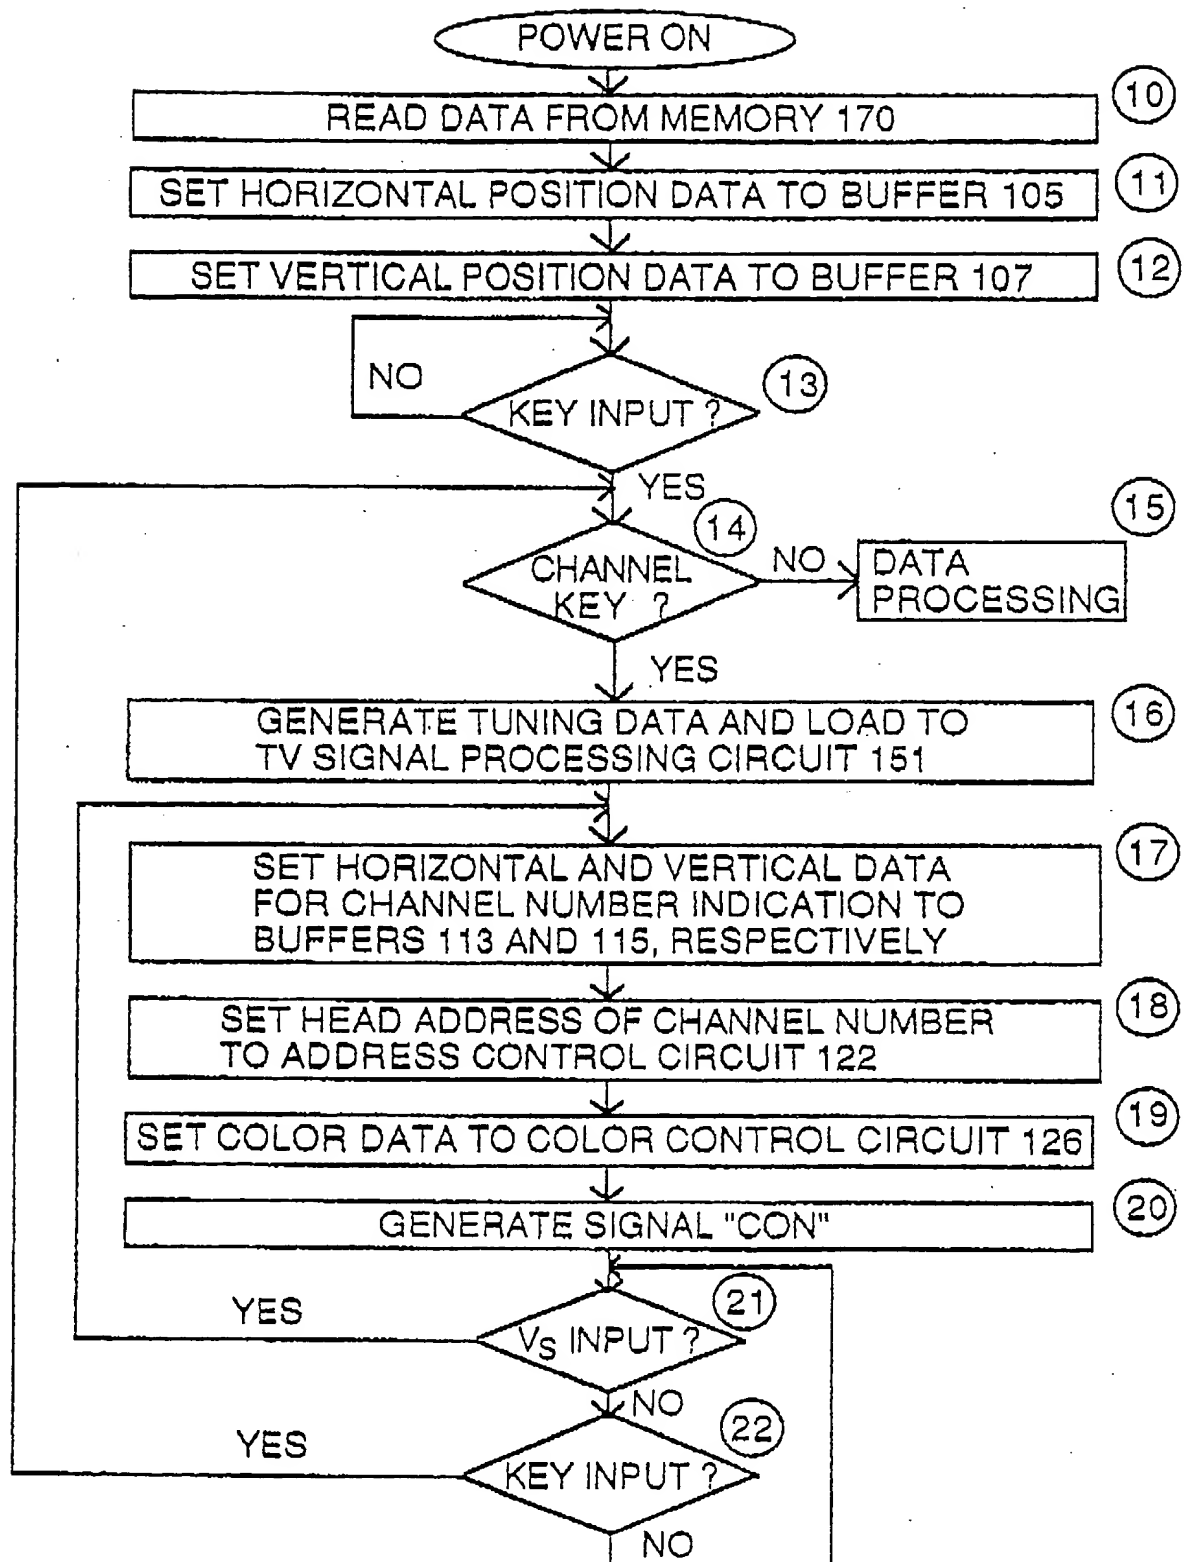 POWER ON
10
READ DATA FROM MEMORY 170
11
SET HORIZONTAL POSITION DATA TO BUFFER 105
12
SET VERTICAL POSITION DATA TO BUFFER 107
NO
13
KEY INPUT ?
YES
14
15
CHANNEL
KEY ?
NO
DATA
PROCESSING
YES
16
GENERATE TUNING DATA AND LOAD TO
TV SIGNAL PROCESSING CIRCUIT 151
17
SET HORIZONTAL AND VERTICAL DATA
FOR CHANNEL NUMBER INDICATION TO
BUFFERS 113 AND 115, RESPECTIVELY
18
SET HEAD ADDRESS OF CHANNEL NUMBER
TO ADDRESS CONTROL CIRCUIT 122
19
SET COLOR DATA TO COLOR CONTROL CIRCUIT 126
20
GENERATE SIGNAL "CON"
YES
21
VS INPUT ?
NO
22
YES
KEY INPUT ?
NO